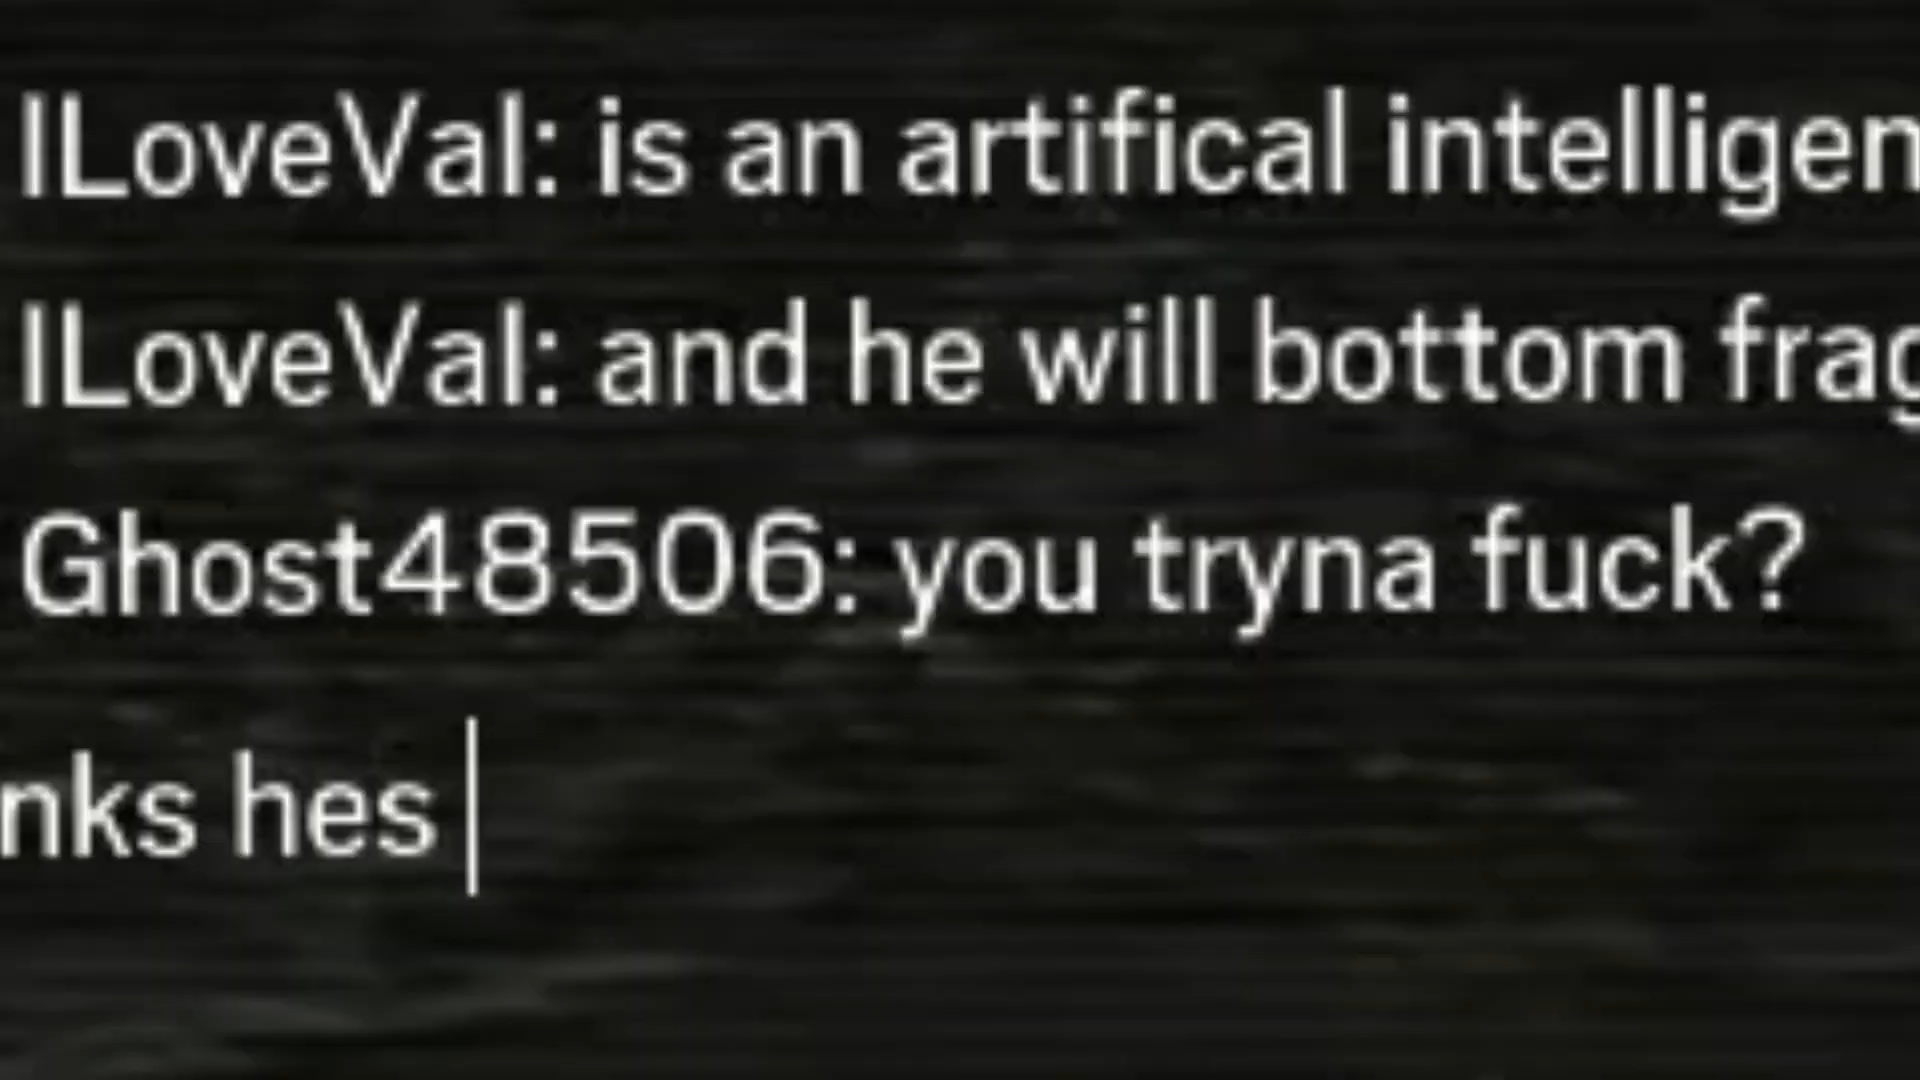 ILoveVal: is an artifical intelligen
ILoveVal: and he will bottom frag
Ghost48506: you tryna fuck?
nks hes